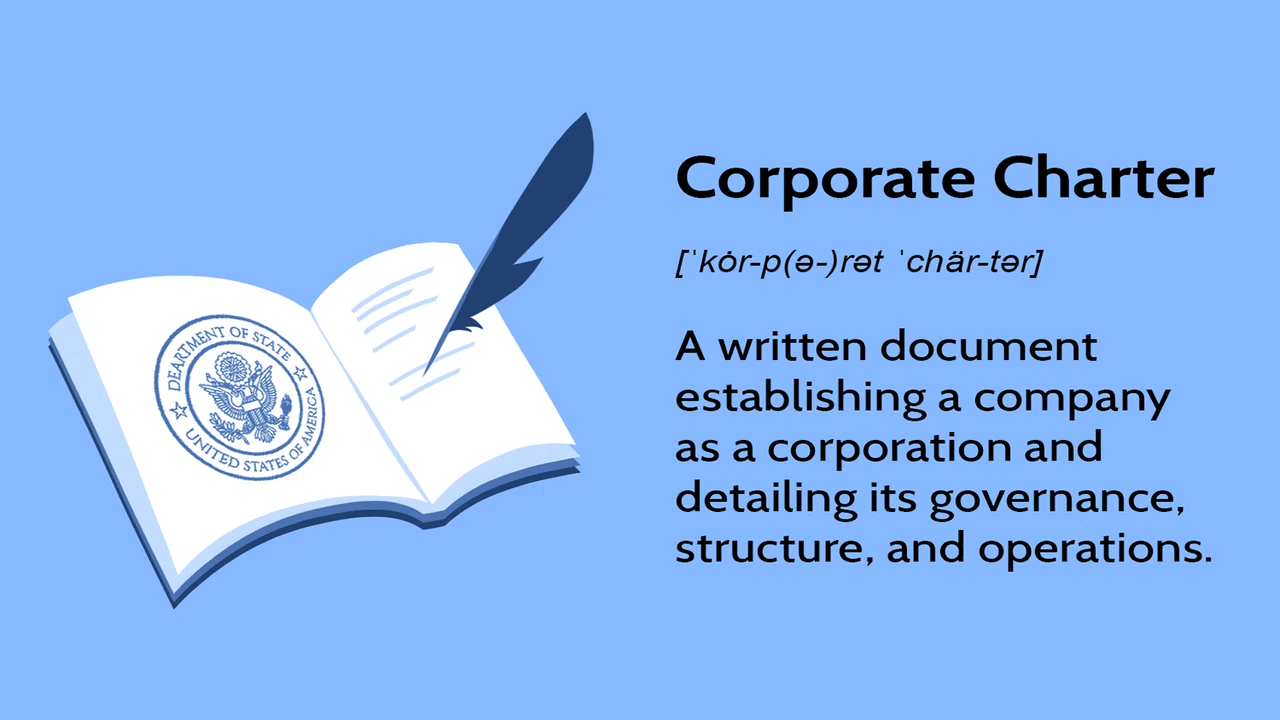 DEARTMENT OF STATE
UNITED STATES OF AMERICA
Corporate Charter
[ˈkȯr-p(ə-)rət ˈchär-tər]
A written document
establishing a company
as a corporation and
detailing its governance,
structure, and operations.